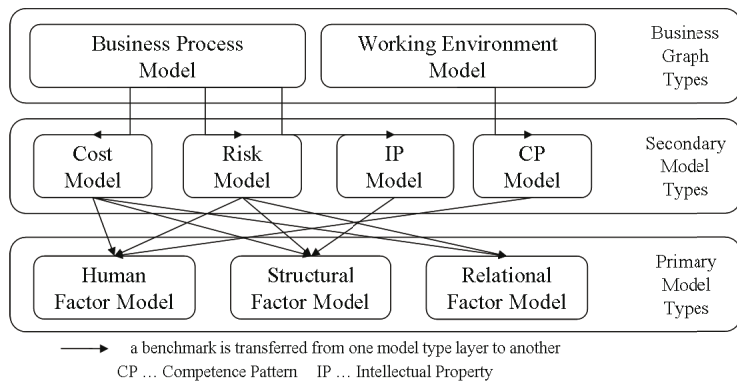 Business Process
Model
Working Environment
Model
Business
Graph
Types
Cost
Model
Risk
Model
IP
Model
CP
Model
Secondary
Model
Types
Human
Factor Model
Structural
Factor Model
Relational
Factor Model
Primary
Model
Types
a benchmark is transferred from one model type layer to another
CP … Competence Pattern IP … Intellectual Property